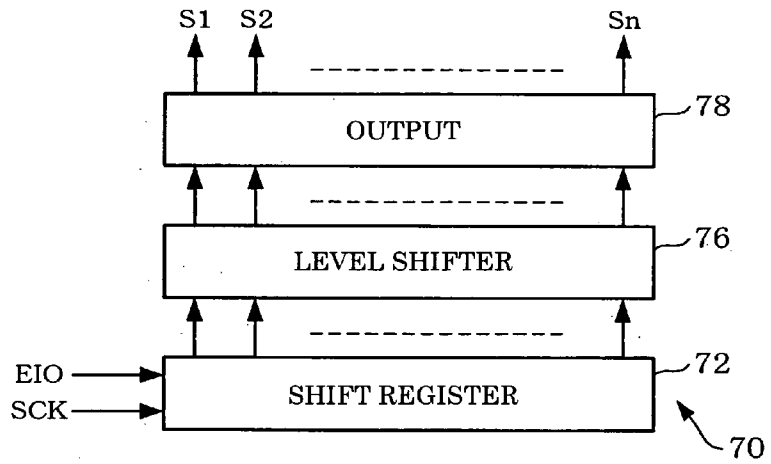 S1 S2 Sn
OUTPUT
78
LEVEL SHIFTER
76
EIO
SCK
SHIFT REGISTER
72
70